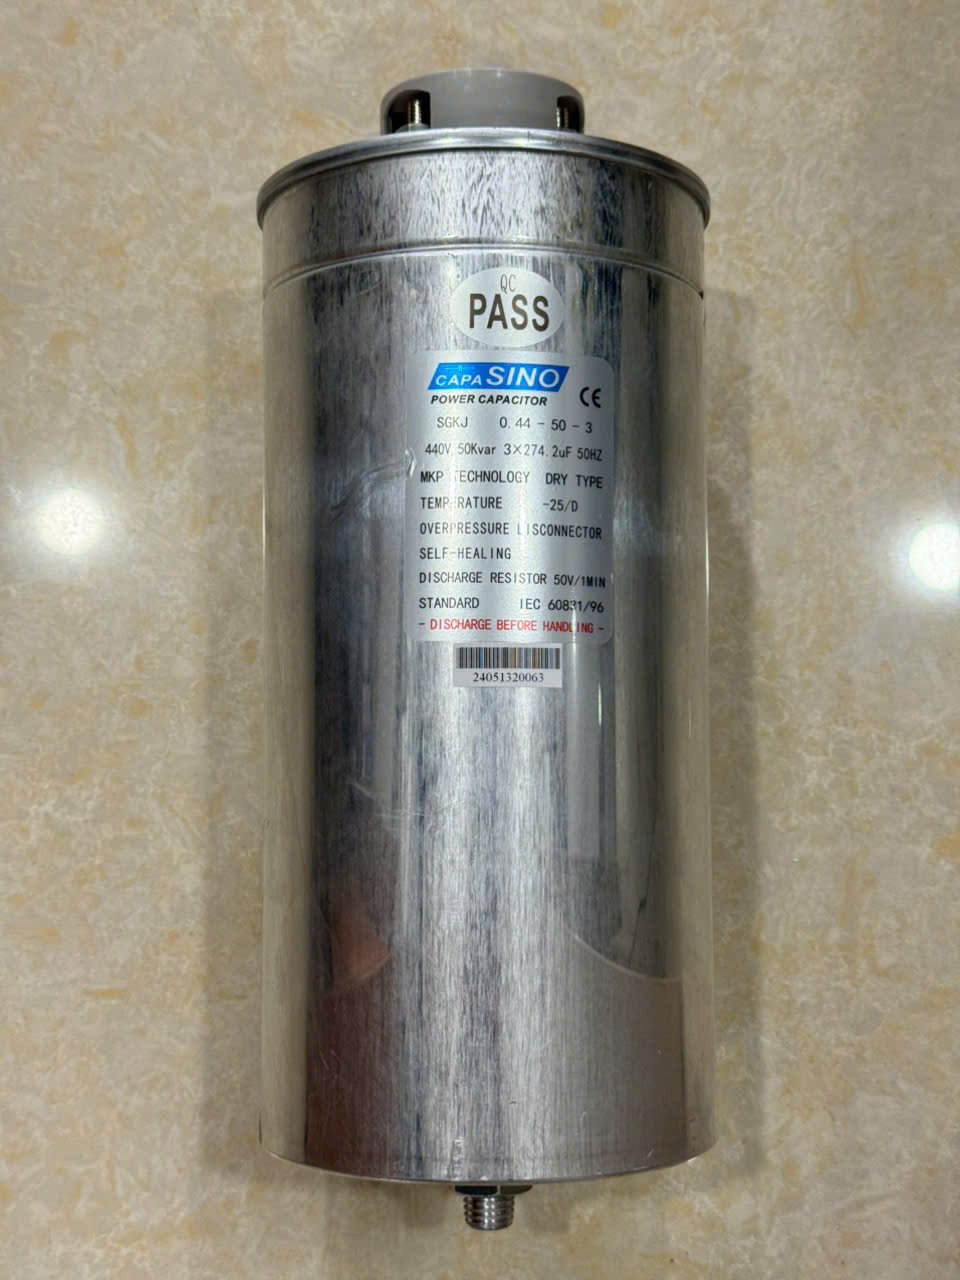 QC
PASS
CAPA SINO
POWER CAPACITOR
CE
SGKJ 0.44 - 50 - 3
440V 50Kvar 3×274.2uF 50HZ
MKP TECHNOLOGY DRY TYPE
TEMPERATURE -25/D
OVERPRESSURE LISCONNECTOR
SELF-HEALING
DISCHARGE RESISTOR 50V/1MIN
STANDARD IEC 60831/96
- DISCHARGE BEFORE HANDLING -
24051320063